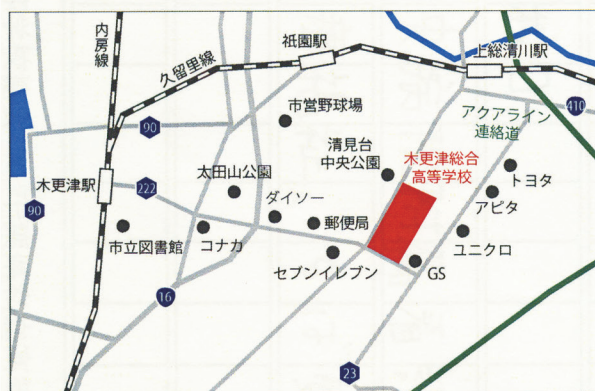 内房線
久留里線
祇園駅
上総清川駅
410
市営野球場
アクアライン
連絡道
90
清見台
中央公園
木更津総合
高等学校
太田山公園
トヨタ
木更津駅
222
ダイソー
アピタ
90
郵便局
ユニクロ
市立図書館
コナカ
セブンイレブン
GS
16
23